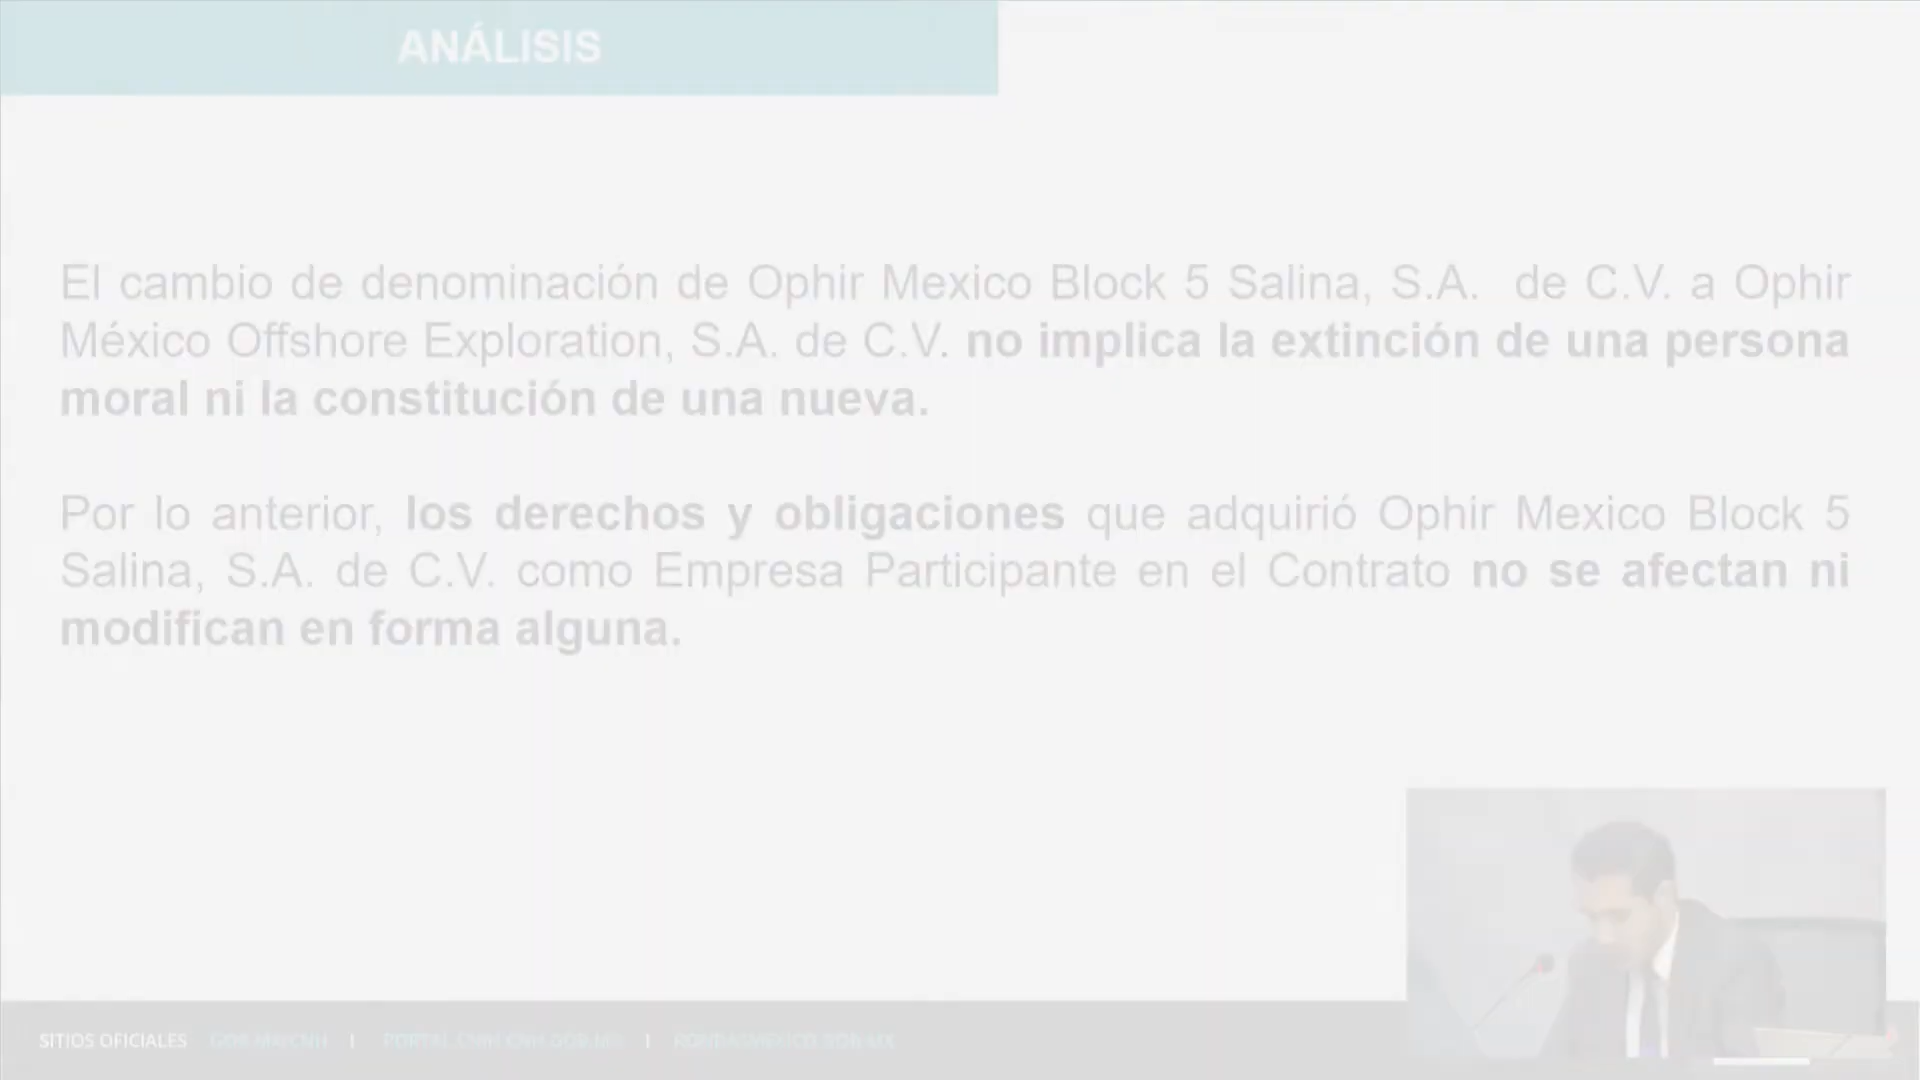 ANÁLISIS
El cambio de denominación de Ophir Mexico Block 5 Salina, S.A. de C.V. a Ophir
México Offshore Exploration, S.A. de C.V. no implica la extinción de una persona
moral ni la constitución de una nueva.
Por lo anterior, los derechos y obligaciones que adquirió Ophir Mexico Block 5
Salina, S.A. de C.V. como Empresa Participante en el Contrato no se afectan ni
modifican en forma alguna.
SITIOS OFICIALES GOB.MX/CNH | PORTAL.CNIH.CNH.GOB.MX | RONDASMEXICO.GOB.MX